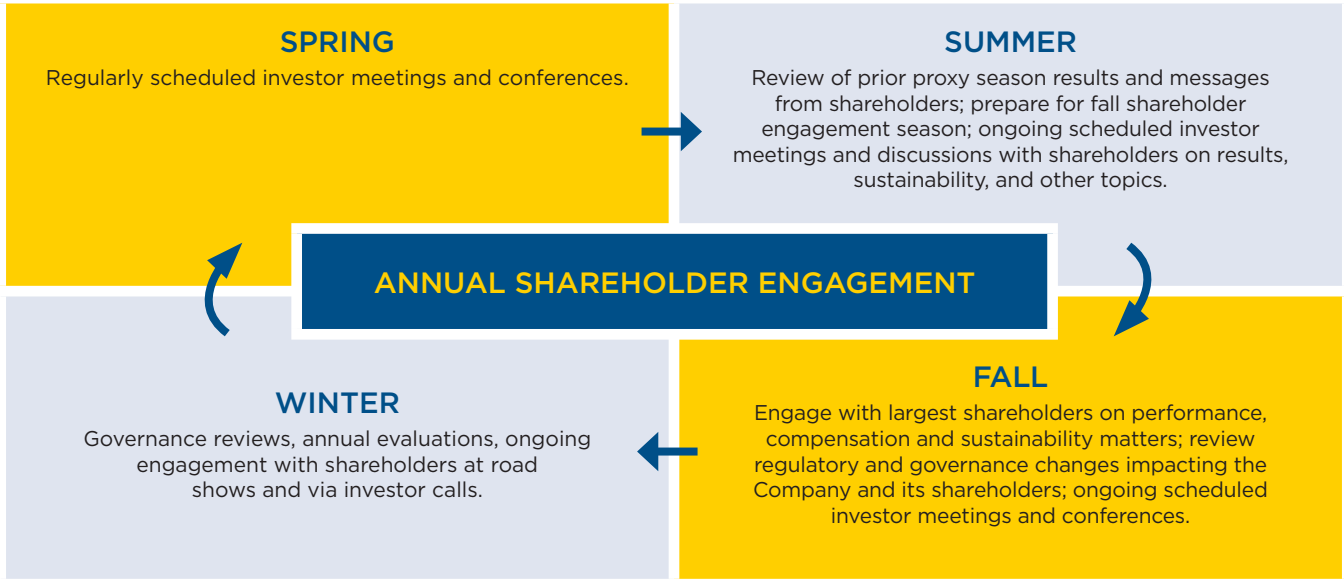 SPRING
Regularly scheduled investor meetings and conferences.
SUMMER
Review of prior proxy season results and messages
from shareholders; prepare for fall shareholder
engagement season; ongoing scheduled investor
meetings and discussions with shareholders on results,
sustainability, and other topics.
ANNUAL SHAREHOLDER ENGAGEMENT
WINTER
Governance reviews, annual evaluations, ongoing
engagement with shareholders at road
shows and via investor calls.
FALL
Engage with largest shareholders on performance,
compensation and sustainability matters; review
regulatory and governance changes impacting the
Company and its shareholders; ongoing scheduled
investor meetings and conferences.